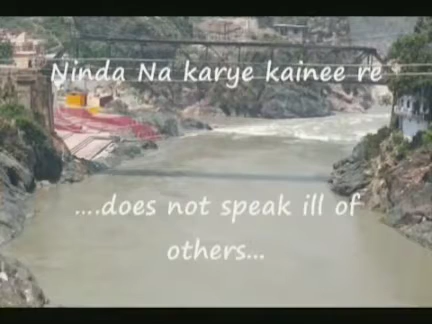 Ninda Na karye kainee re
....does not speak ill of
others...